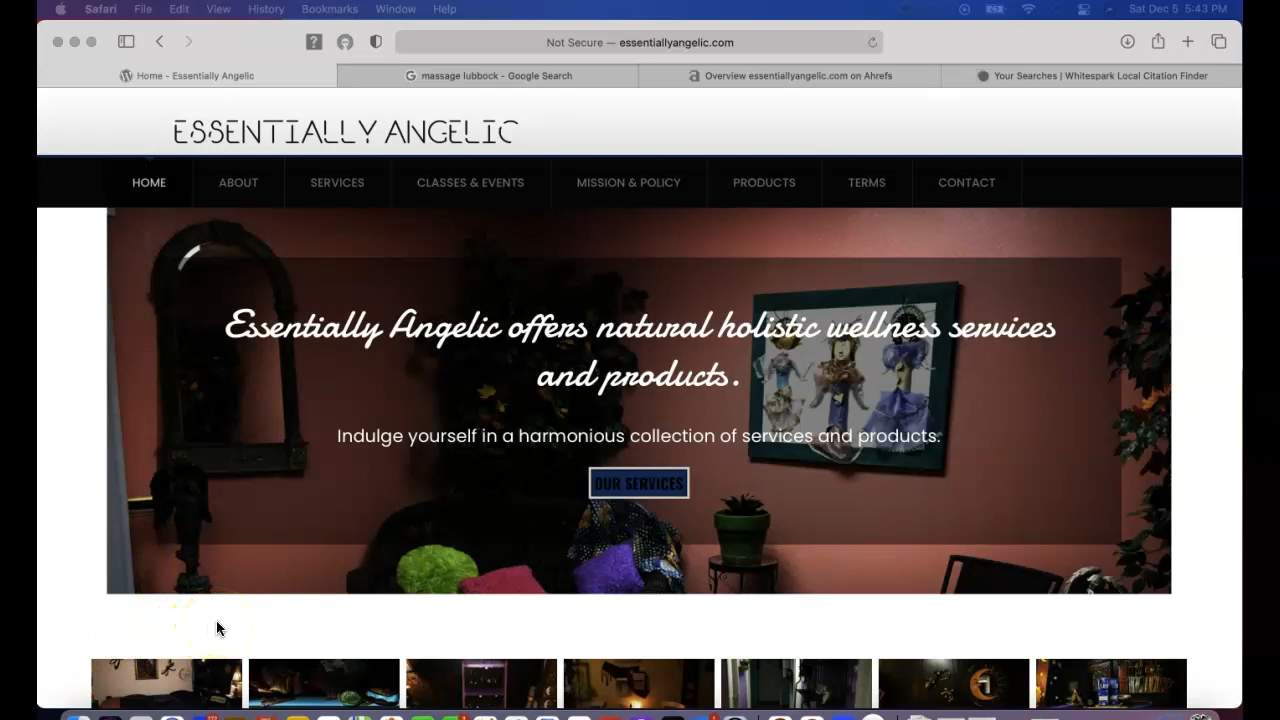 Safari File Edit View History Bookmarks Window Help Sat Dec 5 5:43 PM
Not Secure — essentiallyangelic.com
Home - Essentially Angelic
massage lubbock - Google Search
Overview essentiallyangelic.com on Ahrefs
Your Searches | Whitespark Local Citation Finder
ESSENTIALLY ANGELIC
HOME ABOUT SERVICES CLASSES & EVENTS MISSION & POLICY PRODUCTS TERMS CONTACT
Essentially Angelic offers natural holistic wellness services
and products.
Indulge yourself in a harmonious collection of services and products.
OUR SERVICES